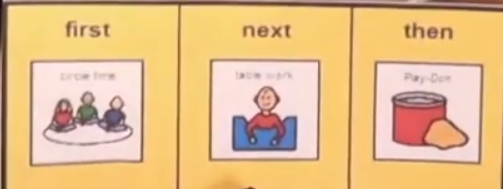 first
next
then
circle time
table work
Play-Doh